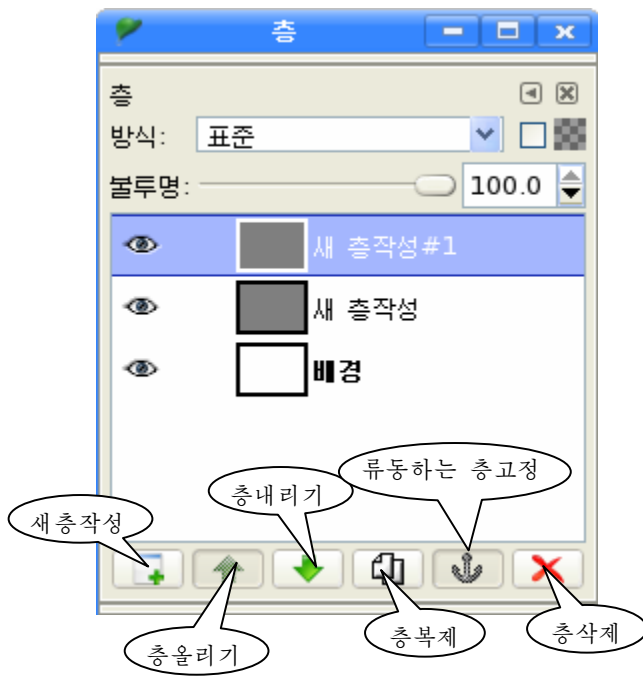 층
층
방식: 표준
불투명: 100.0
새 층작성#1
새 층작성
배경
류동하는 층고정
층내리기
새층작성
층올리기
층복제
층삭제